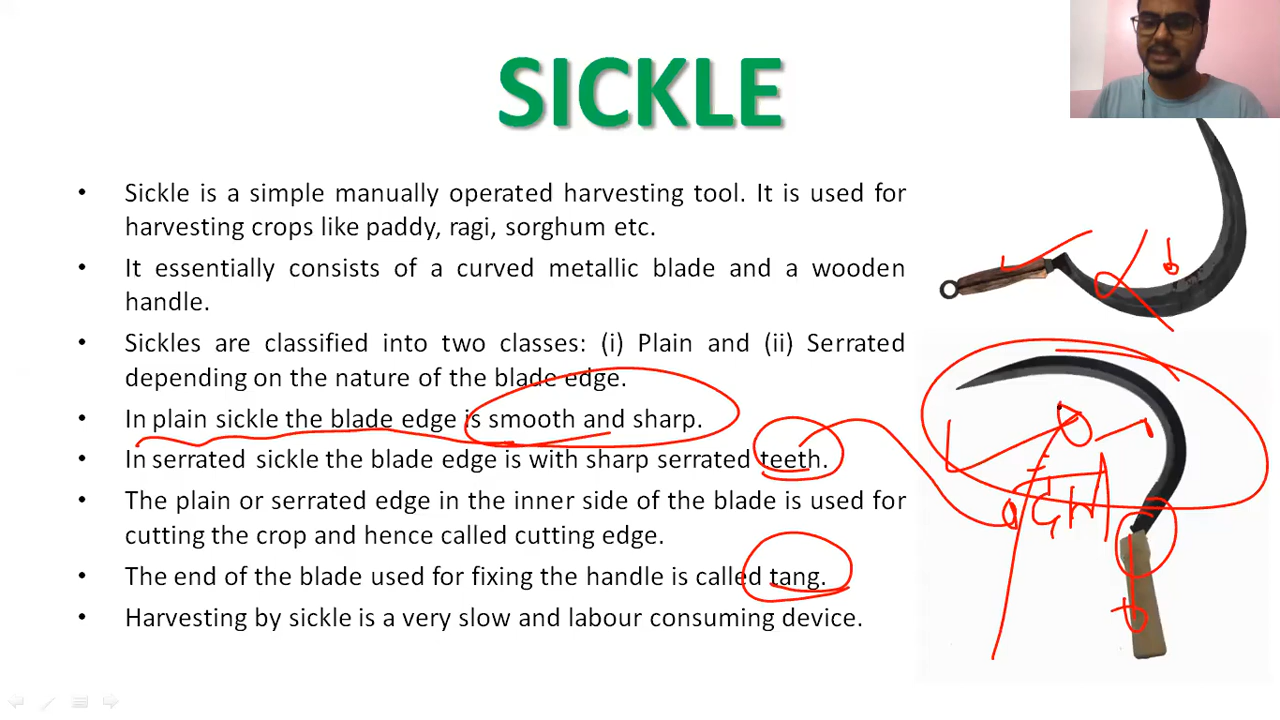 SICKLE
• Sickle is a simple manually operated harvesting tool. It is used for
harvesting crops like paddy, ragi, sorghum etc.
• It essentially consists of a curved metallic blade and a wooden
handle.
• Sickles are classified into two classes: (i) Plain and (ii) Serrated
depending on the nature of the blade edge.
• In plain sickle the blade edge is smooth and sharp.
• In serrated sickle the blade edge is with sharp serrated teeth.
• The plain or serrated edge in the inner side of the blade is used for
cutting the crop and hence called cutting edge.
• The end of the blade used for fixing the handle is called tang.
• Harvesting by sickle is a very slow and labour consuming device.